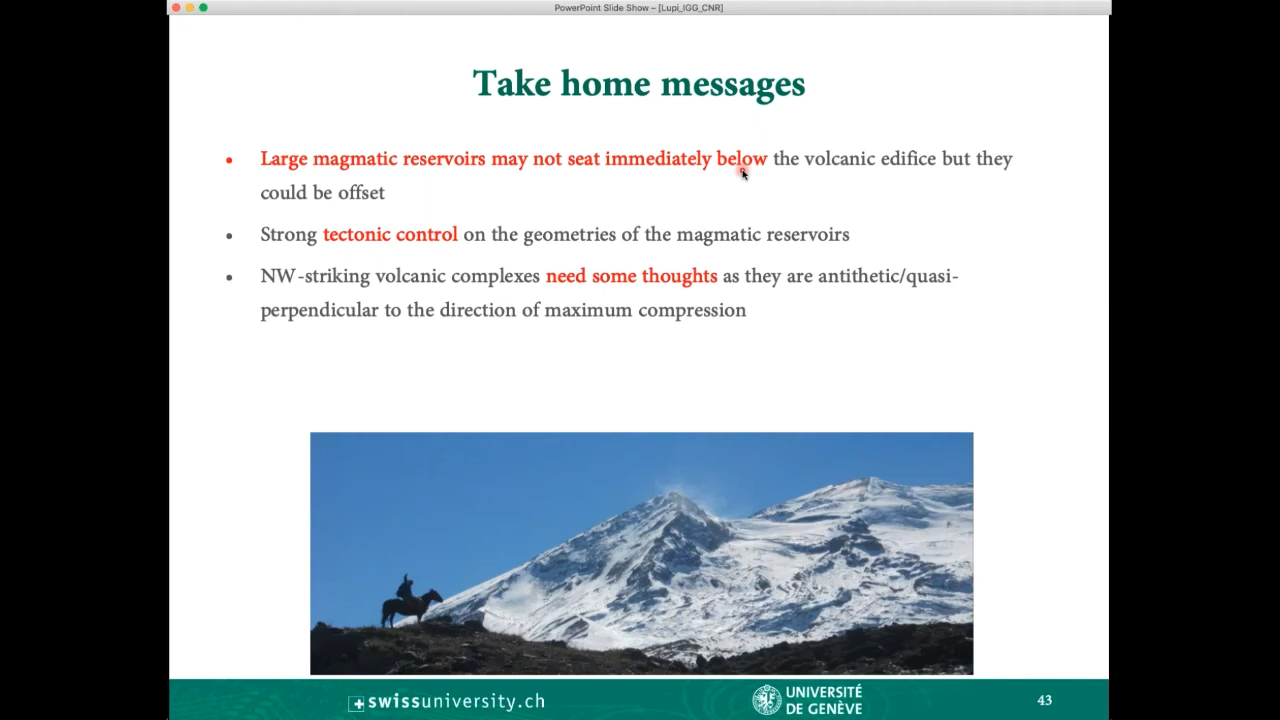 PowerPoint Slide Show – [Lupi_IGG_CNR]
Take home messages
• Large magmatic reservoirs may not seat immediately below the volcanic edifice but they
could be offset
• Strong tectonic control on the geometries of the magmatic reservoirs
• NW-striking volcanic complexes need some thoughts as they are antithetic/quasi-
perpendicular to the direction of maximum compression
swissuniversity.ch
UNIVERSITÉ
DE GENÈVE
43